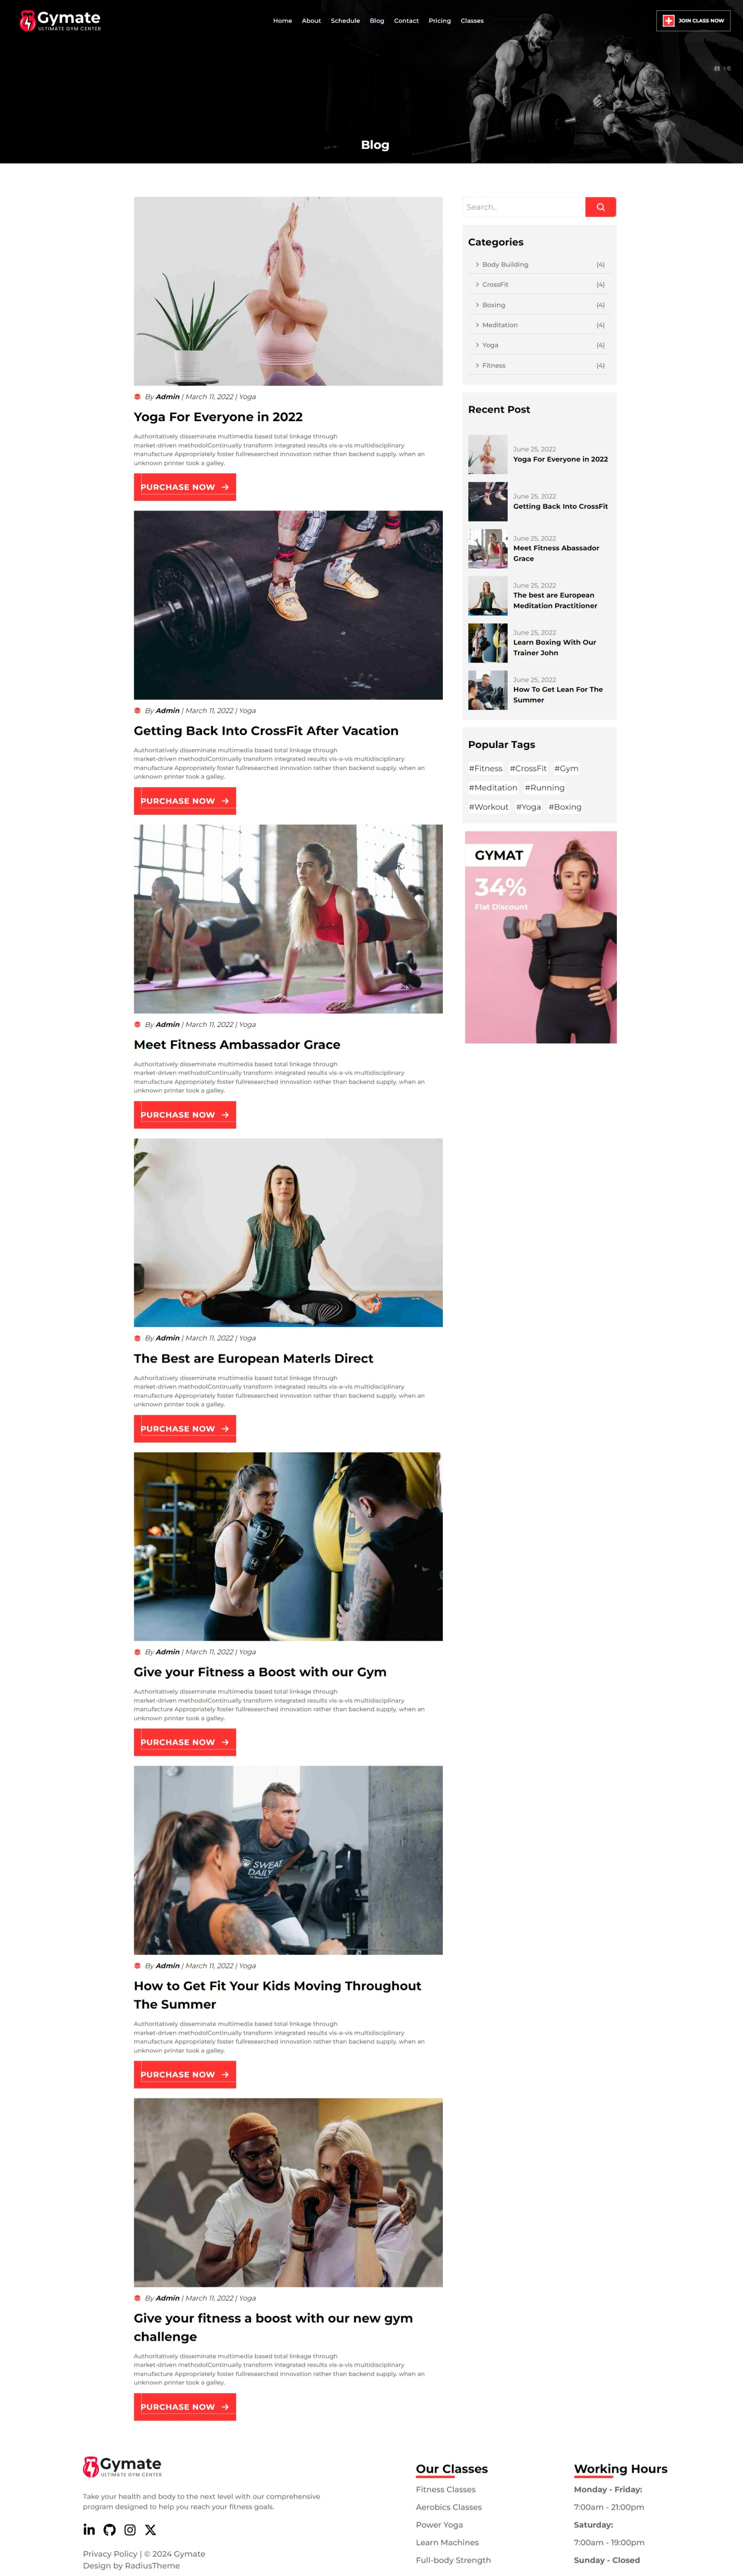 Gymate
ULTIMATE GYM CENTER
Home About Schedule Blog Contact Pricing Classes
JOIN CLASS NOW
Blog
Search..
Categories
Body Building (4)
CrossFit (4)
Boxing (4)
Meditation (4)
Yoga (4)
Fitness (4)
Recent Post
June 25, 2022
Yoga For Everyone in 2022
June 25, 2022
Getting Back Into CrossFit
June 25, 2022
Meet Fitness Abassador
Grace
June 25, 2022
The best are European
Meditation Practitioner
June 25, 2022
Learn Boxing With Our
Trainer John
June 25, 2022
How To Get Lean For The
Summer
Popular Tags
#Fitness #CrossFit #Gym
#Meditation #Running
#Workout #Yoga #Boxing
GYMAT
34%
Flat Discount
By Admin | March 11, 2022 | Yoga
Yoga For Everyone in 2022
Authoritatively disseminate multimedia based total linkage through
market-driven methodolContinually transform integrated results vis-a-vis multidisciplinary
manufacture Appropriately foster fullresearched innovation rather than backend supply. when an
unknown printer took a galley.
PURCHASE NOW
By Admin | March 11, 2022 | Yoga
Getting Back Into CrossFit After Vacation
Authoritatively disseminate multimedia based total linkage through
market-driven methodolContinually transform integrated results vis-a-vis multidisciplinary
manufacture Appropriately foster fullresearched innovation rather than backend supply. when an
unknown printer took a galley.
PURCHASE NOW
By Admin | March 11, 2022 | Yoga
Meet Fitness Ambassador Grace
Authoritatively disseminate multimedia based total linkage through
market-driven methodolContinually transform integrated results vis-a-vis multidisciplinary
manufacture Appropriately foster fullresearched innovation rather than backend supply. when an
unknown printer took a galley.
PURCHASE NOW
By Admin | March 11, 2022 | Yoga
The Best are European Materls Direct
Authoritatively disseminate multimedia based total linkage through
market-driven methodolContinually transform integrated results vis-a-vis multidisciplinary
manufacture Appropriately foster fullresearched innovation rather than backend supply. when an
unknown printer took a galley.
PURCHASE NOW
By Admin | March 11, 2022 | Yoga
Give your Fitness a Boost with our Gym
Authoritatively disseminate multimedia based total linkage through
market-driven methodolContinually transform integrated results vis-a-vis multidisciplinary
manufacture Appropriately foster fullresearched innovation rather than backend supply. when an
unknown printer took a galley.
PURCHASE NOW
SWEAT
DAILY
By Admin | March 11, 2022 | Yoga
How to Get Fit Your Kids Moving Throughout
The Summer
Authoritatively disseminate multimedia based total linkage through
market-driven methodolContinually transform integrated results vis-a-vis multidisciplinary
manufacture Appropriately foster fullresearched innovation rather than backend supply. when an
unknown printer took a galley.
PURCHASE NOW
By Admin | March 11, 2022 | Yoga
Give your fitness a boost with our new gym
challenge
Authoritatively disseminate multimedia based total linkage through
market-driven methodolContinually transform integrated results vis-a-vis multidisciplinary
manufacture Appropriately foster fullresearched innovation rather than backend supply. when an
unknown printer took a galley.
PURCHASE NOW
Gymate
ULTIMATE GYM CENTER
Take your health and body to the next level with our comprehensive
program designed to help you reach your fitness goals.
Privacy Policy | © 2024 Gymate
Design by RadiusTheme
Our Classes
Fitness Classes
Aerobics Classes
Power Yoga
Learn Machines
Full-body Strength
Working Hours
Monday - Friday:
7:00am - 21:00pm
Saturday:
7:00am - 19:00pm
Sunday - Closed